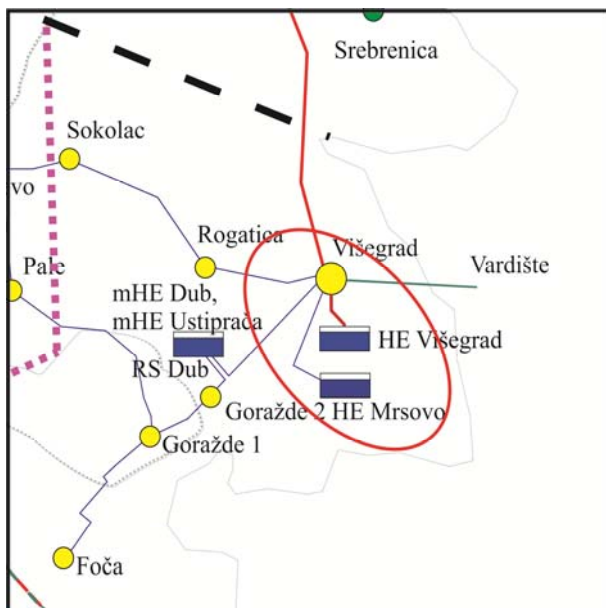 Srebrenica
Sokolac
vo
Rogatica
Višegrad
Pale
Vardište
mHE Dub,
mHE Ustiprača
HE Višegrad
RS Dub
Goražde 2 HE Mrsovo
Goražde 1
Foča